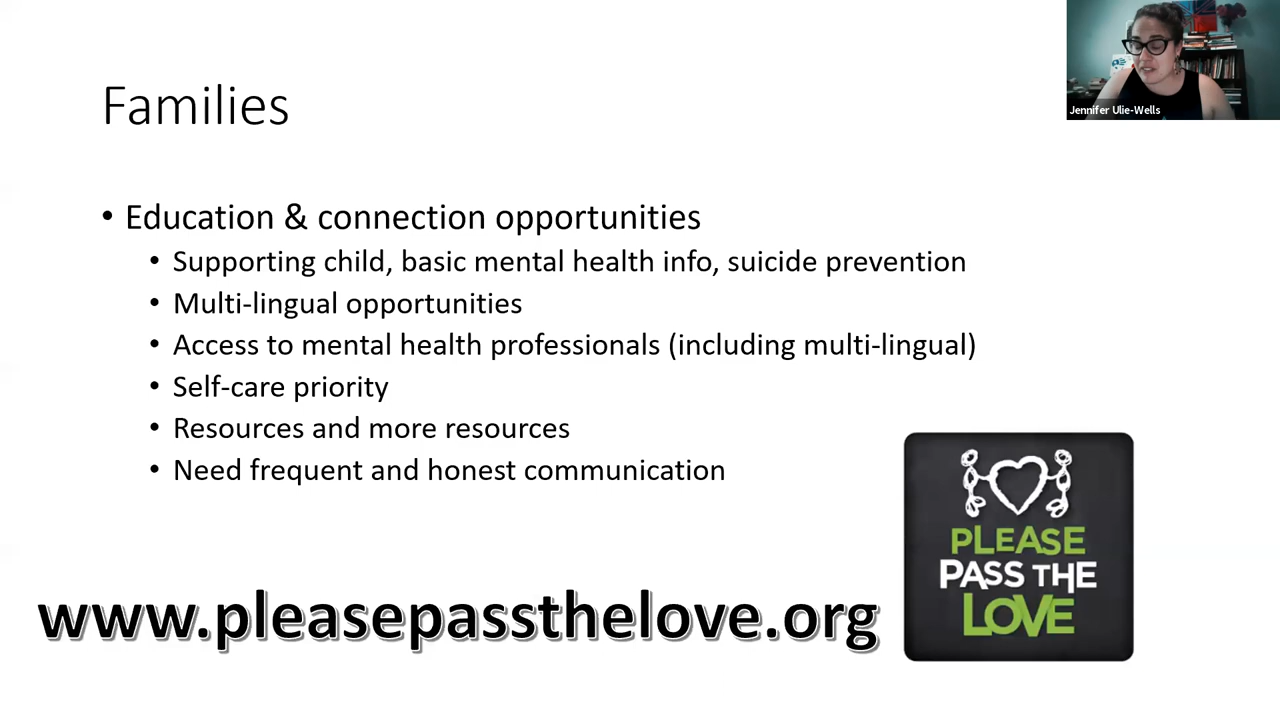 Families
Jennifer Ulie-Wells
• Education & connection opportunities
• Supporting child, basic mental health info, suicide prevention
• Multi-lingual opportunities
• Access to mental health professionals (including multi-lingual)
• Self-care priority
• Resources and more resources
• Need frequent and honest communication
PLEASE
PASS THE
LOVE
www.pleasepassthelove.org